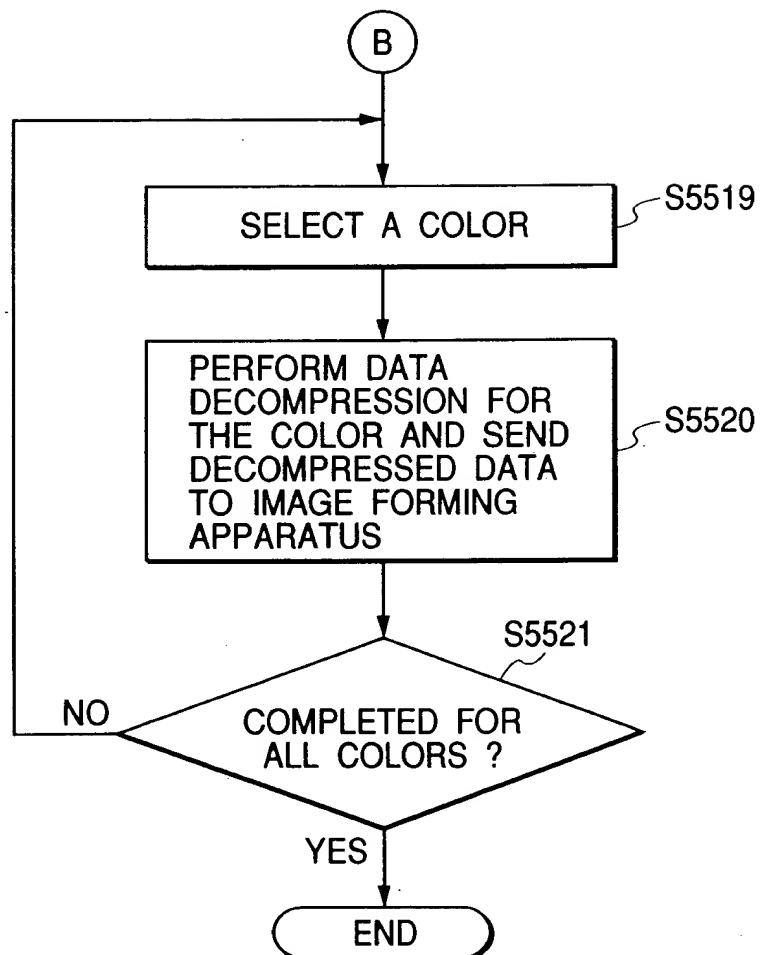 B
SELECT A COLOR
S5519
PERFORM DATA
DECOMPRESSION FOR
THE COLOR AND SEND
DECOMPRESSED DATA
TO IMAGE FORMING
APPARATUS
S5520
S5521
NO
COMPLETED FOR
ALL COLORS ?
YES
END